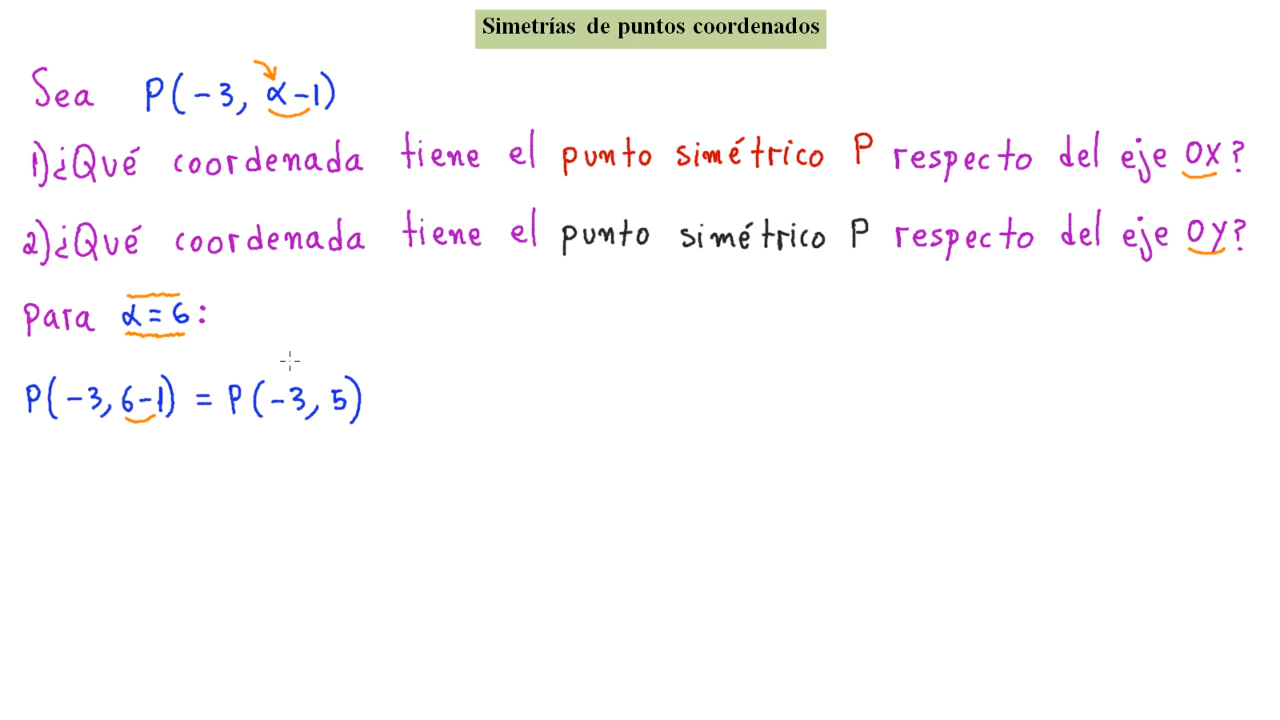 Simetrías de puntos coordenados
Sea P(-3, α-1)
1)¿Qué coordenada tiene el punto simétrico P respecto del eje OX?
2)¿Qué coordenada tiene el punto simétrico P respecto del eje OY?
Para α=6:
P(-3, 6-1) = P(-3, 5)